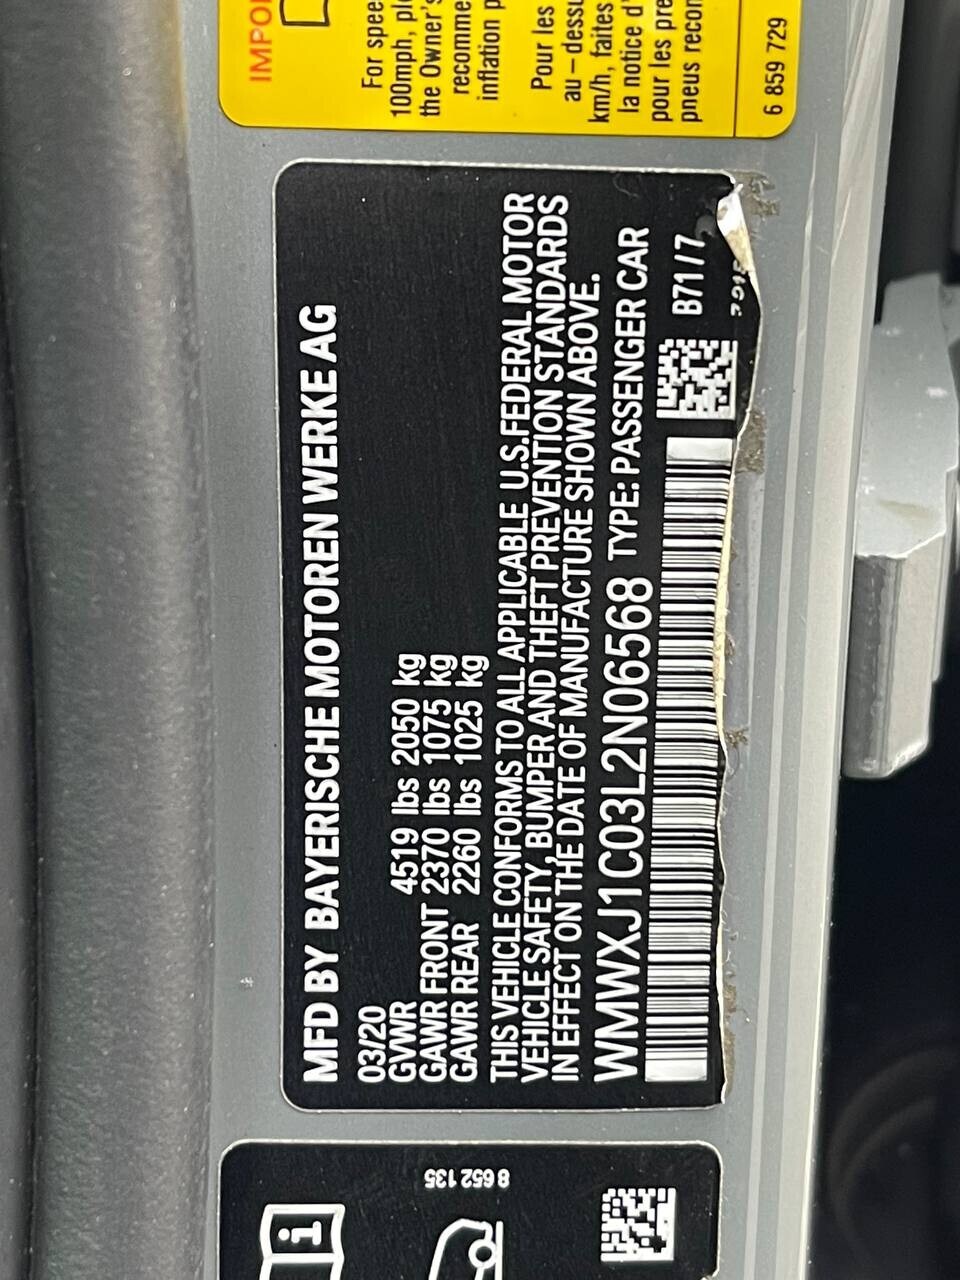 MFD BY BAYERISCHE MOTOREN WERKE AG
03/20
GVWR 4519 lbs 2050 kg
GAWR FRONT 2370 lbs 1075 kg
GAWR REAR 2260 lbs 1025 kg
THIS VEHICLE CONFORMS TO ALL APPLICABLE U.S.FEDERAL MOTOR
VEHICLE SAFETY, BUMPER AND THEFT PREVENTION STANDARDS
IN EFFECT ON THE DATE OF MANUFACTURE SHOWN ABOVE.
WMWXJ1C03L2N06568 TYPE: PASSENGER CAR
B71/7
For spee
100mph, pl
the Owner's
recomme
inflation p
Pour les
au-dessu
km/h, faites
la notice d'
pour les pre
pneus recon
6 859 729
8 652 135